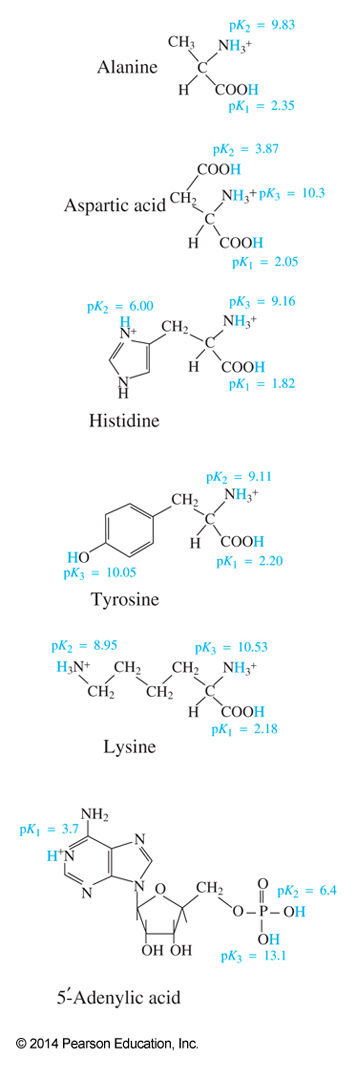 pK₂ = 9.83
CH₃ NH₃⁺
Alanine C
H COOH
pK₁ = 2.35
pK₂ = 3.87
COOH
Aspartic acid CH₂ NH₃⁺ pK₃ = 10.3
C
H COOH
pK₁ = 2.05
pK₂ = 6.00 pK₃ = 9.16
H CH₂ NH₃⁺
N+ C
H COOH
N pK₁ = 1.82
H
Histidine
pK₂ = 9.11
CH₂ NH₃⁺
C
H COOH
HO pK₁ = 2.20
pK₃ = 10.05
Tyrosine
pK₂ = 8.95 pK₃ = 10.53
H₃N⁺ CH₂ CH₂ NH₃⁺
CH₂ CH₂ C
H COOH
pK₁ = 2.18
Lysine
NH₂
pK₁ = 3.7 N
H⁺N
N N O CH₂ O pK₂ = 6.4
O–P–OH
OH OH OH
pK₃ = 13.1
5′-Adenylic acid
© 2014 Pearson Education, Inc.